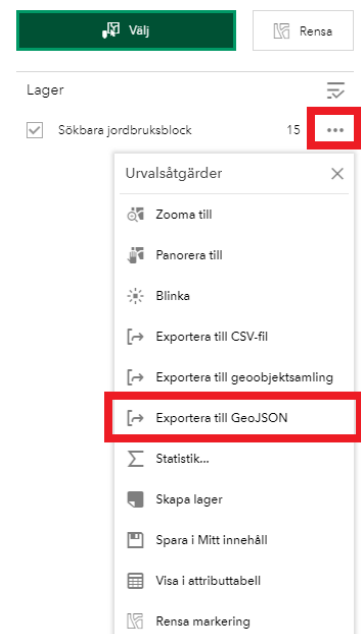 Välj
Rensa
Lager
Sökbara jordbruksblock 15 •••
Urvalsåtgärder
Zooma till
Panorera till
Blinka
Exportera till CSV-fil
Exportera till geoobjektsamling
Exportera till GeoJSON
Statistik...
Skapa lager
Spara i Mitt innehåll
Visa i attributtabell
Rensa markering